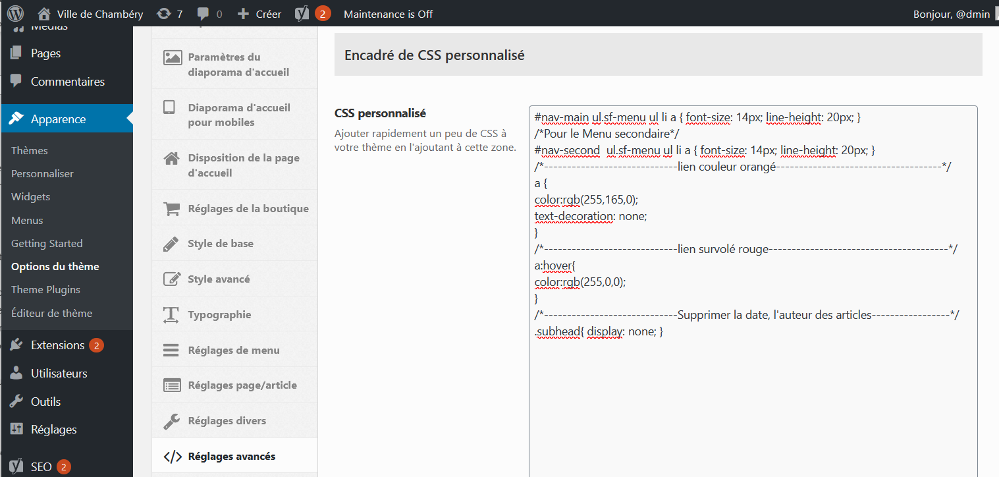 Ville de Chambéry 7 0 Créer 2 Maintenance is Off Bonjour, @dmin
Médias
Pages
Commentaires
Apparence
Thèmes
Personnaliser
Widgets
Menus
Getting Started
Options du thème
Theme Plugins
Éditeur de thème
Extensions 2
Utilisateurs
Outils
Réglages
SEO 2
Paramètres du
diaporama d'accueil
Diaporama d'accueil
pour mobiles
Disposition de la page
d'accueil
Réglages de la boutique
Style de base
Style avancé
Typographie
Réglages de menu
Réglages page/article
Réglages divers
Réglages avancés
Encadré de CSS personnalisé
CSS personnalisé
Ajouter rapidement un peu de CSS à
votre thème en l'ajoutant à cette zone.
#nav-main ul.sf-menu ul li a { font-size: 14px; line-height: 20px; }
/*Pour le Menu secondaire*/
#nav-second  ul.sf-menu ul li a { font-size: 14px; line-height: 20px; }
/*-----------------------------lien couleur orangé------------------------------------*/
a {
color:rgb(255,165,0);
text-decoration: none;
}
/*-----------------------------lien survolé rouge---------------------------------------*/
a:hover{
color:rgb(255,0,0);
}
/*-----------------------------Supprimer la date, l'auteur des articles-----------------*/
.subhead{ display: none; }